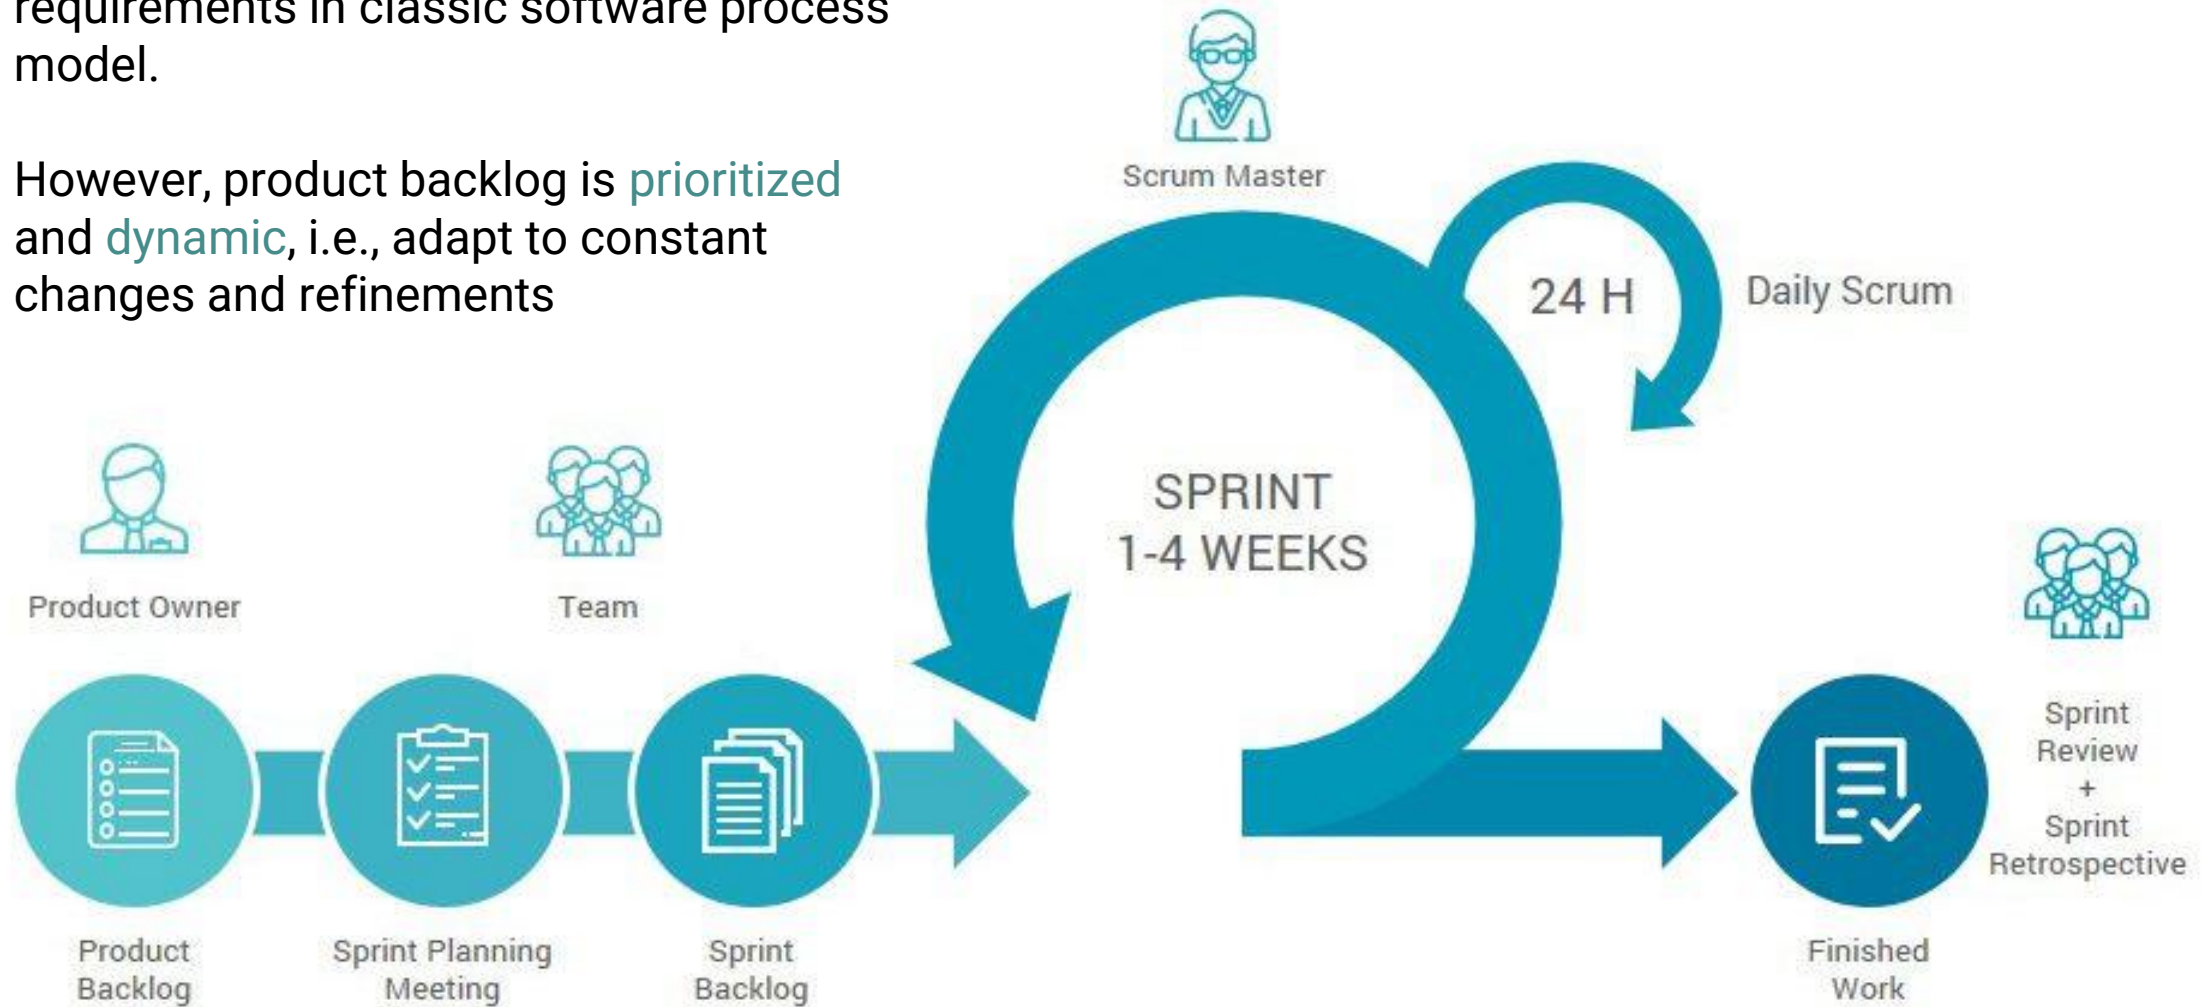 requirements in classic software process
model.
However, product backlog is prioritized
and dynamic, i.e., adapt to constant
changes and refinements
Scrum Master
24 H
Daily Scrum
SPRINT
1-4 WEEKS
Product Owner
Team
Sprint
Review
+
Sprint
Retrospective
Product
Backlog
Sprint Planning
Meeting
Sprint
Backlog
Finished
Work